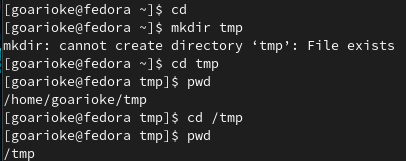 [goarioke@fedora ~]$ cd
[goarioke@fedora ~]$ mkdir tmp
mkdir: cannot create directory ‘tmp’: File exists
[goarioke@fedora ~]$ cd tmp
[goarioke@fedora tmp]$ pwd
/home/goarioke/tmp
[goarioke@fedora tmp]$ cd /tmp
[goarioke@fedora tmp]$ pwd
/tmp